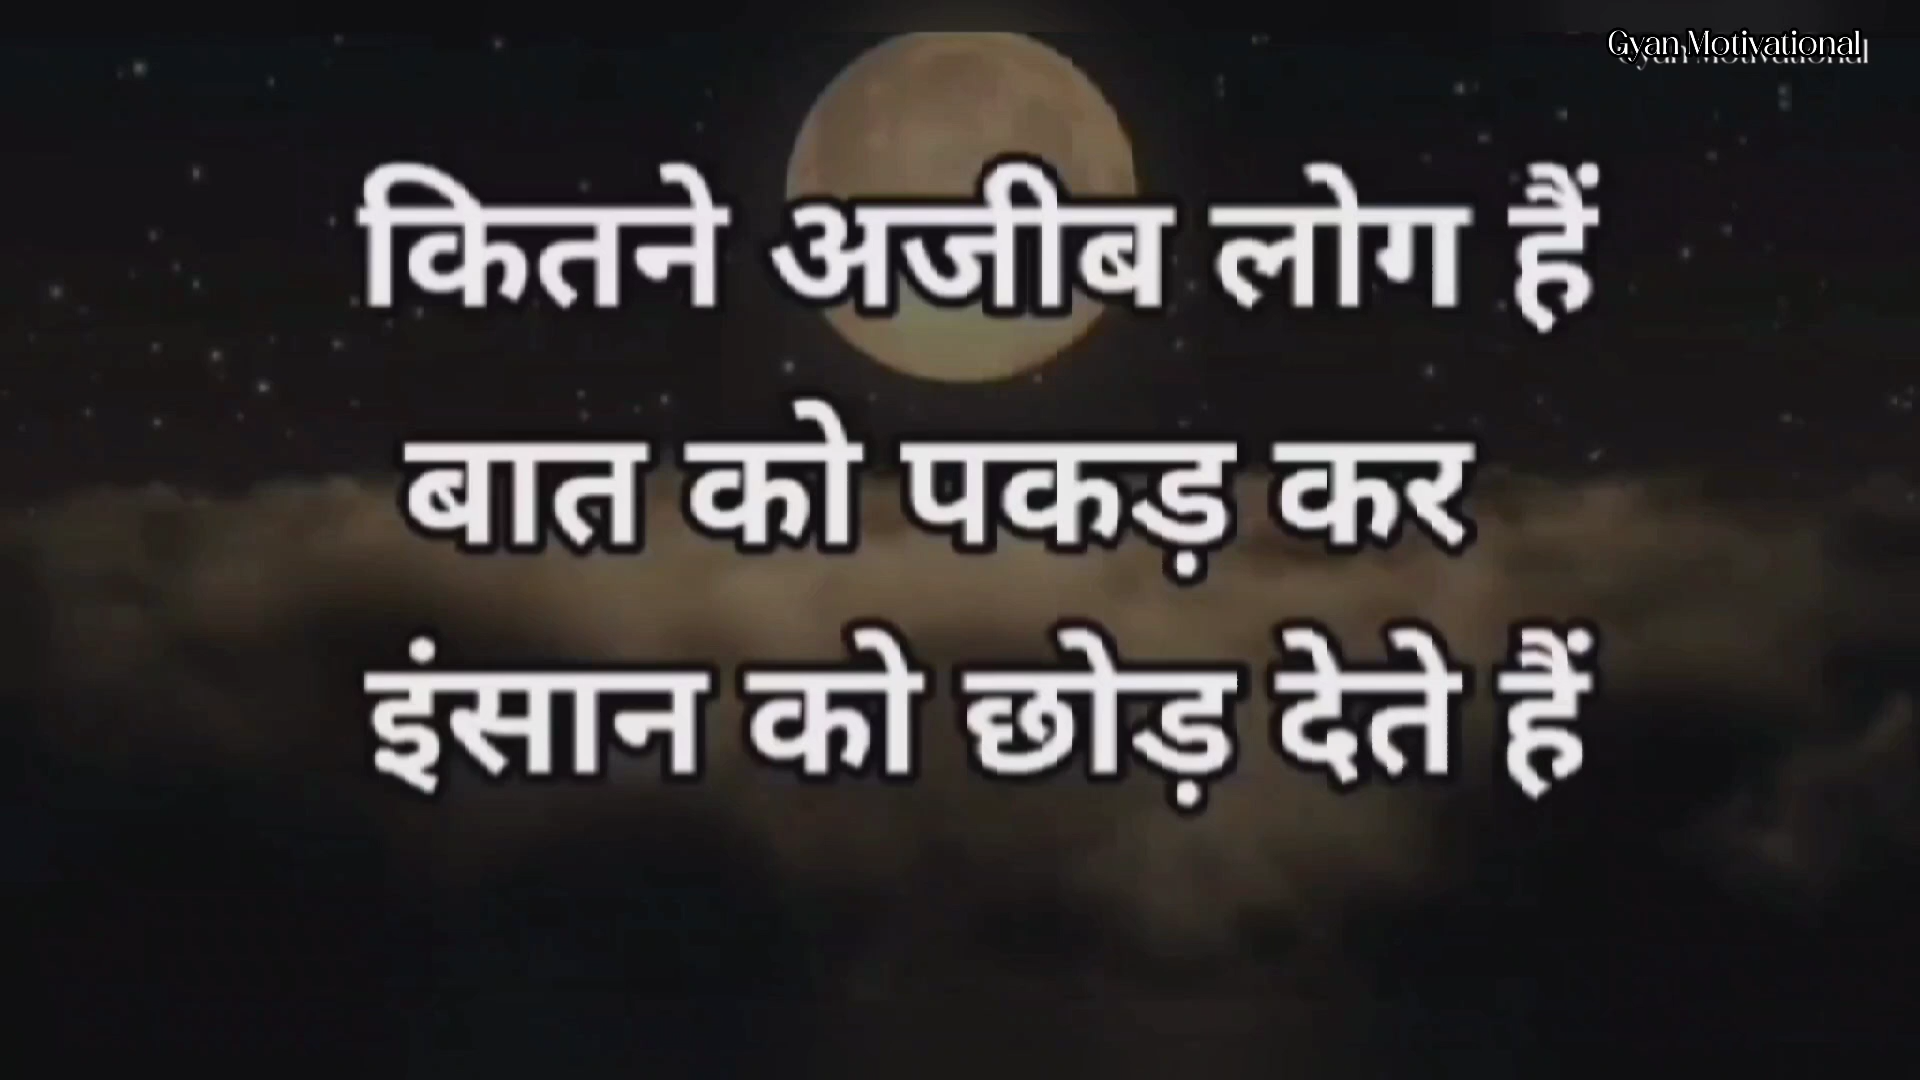 Gyan Motivational
कितने अजीब लोग हैं
बात को पकड़ कर
इंसान को छोड़ देते हैं